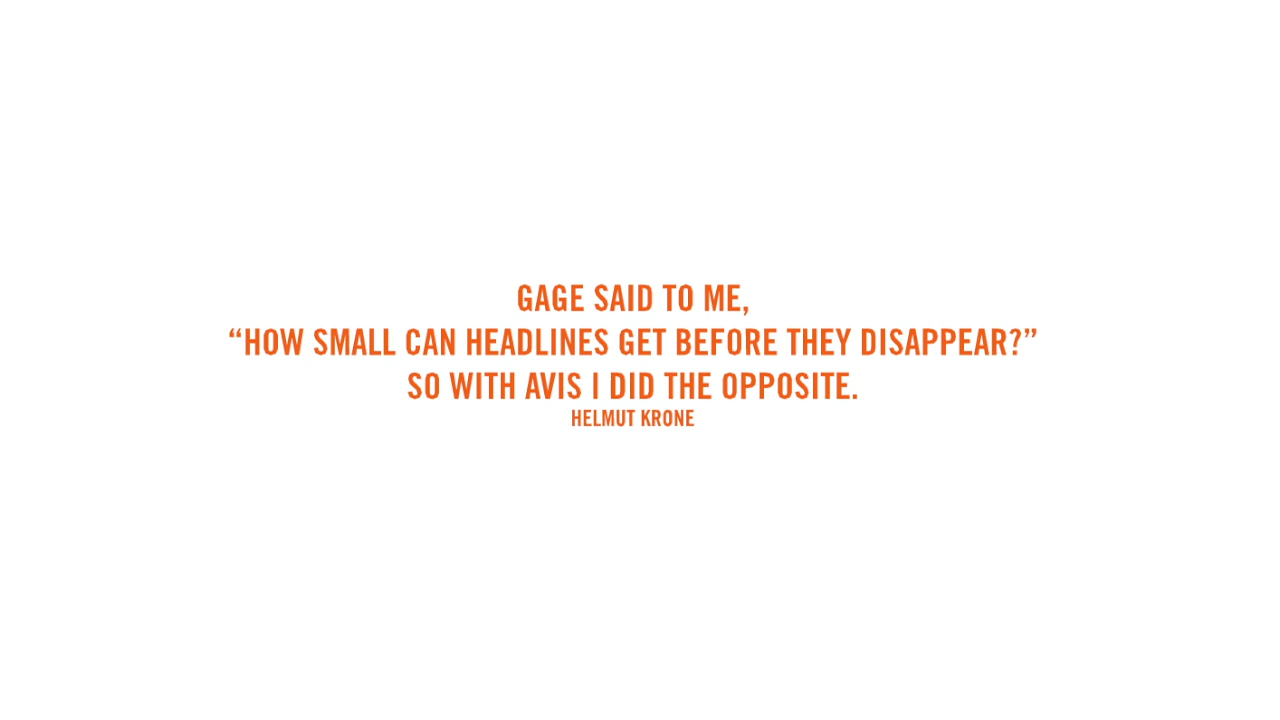 GAGE SAID TO ME,
“HOW SMALL CAN HEADLINES GET BEFORE THEY DISAPPEAR?”
SO WITH AVIS I DID THE OPPOSITE.
HELMUT KRONE